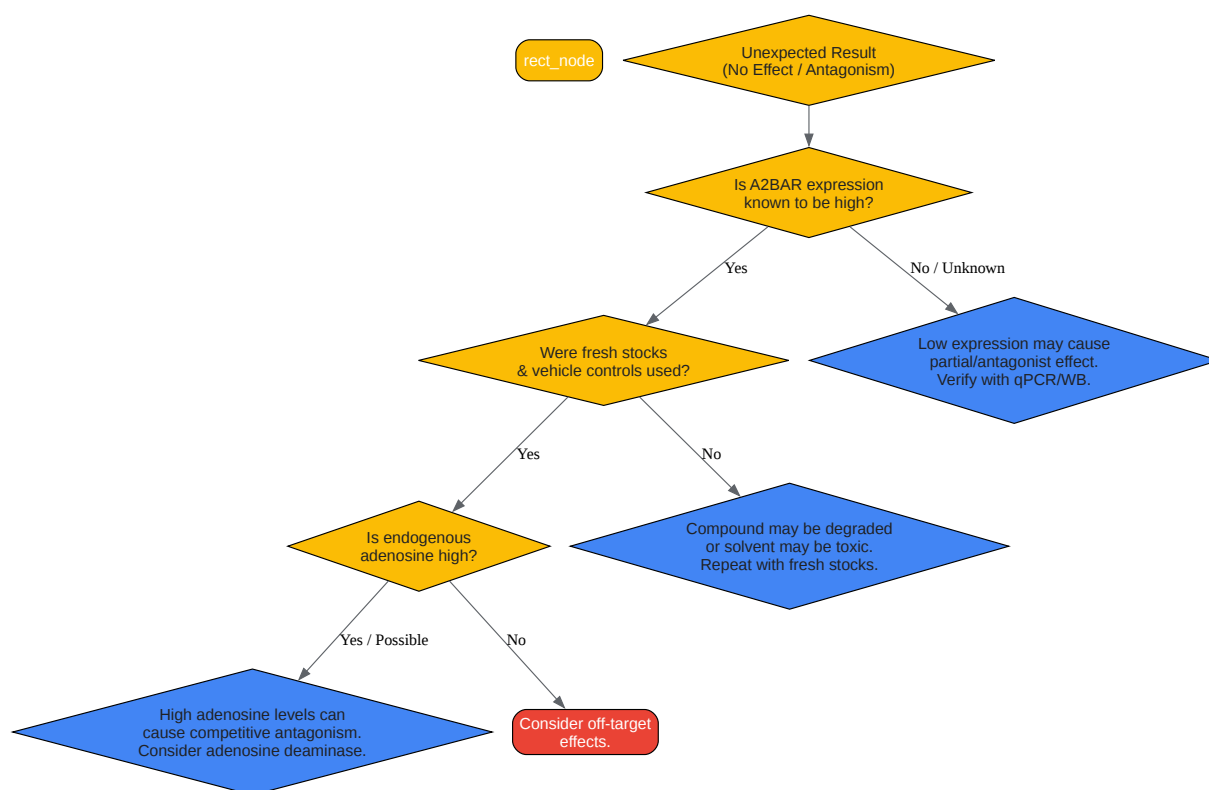 rect_node
Unexpected Result
(No Effect / Antagonism)
Is A2BAR expression
known to be high?
Yes
No / Unknown
Were fresh stocks
& vehicle controls used?
Low expression may cause
partial/antagonist effect.
Verify with qPCR/WB.
Yes
No
Is endogenous
adenosine high?
Compound may be degraded
or solvent may be toxic.
Repeat with fresh stocks.
Yes / Possible
No
High adenosine levels can
cause competitive antagonism.
Consider adenosine deaminase.
Consider off-target
effects.